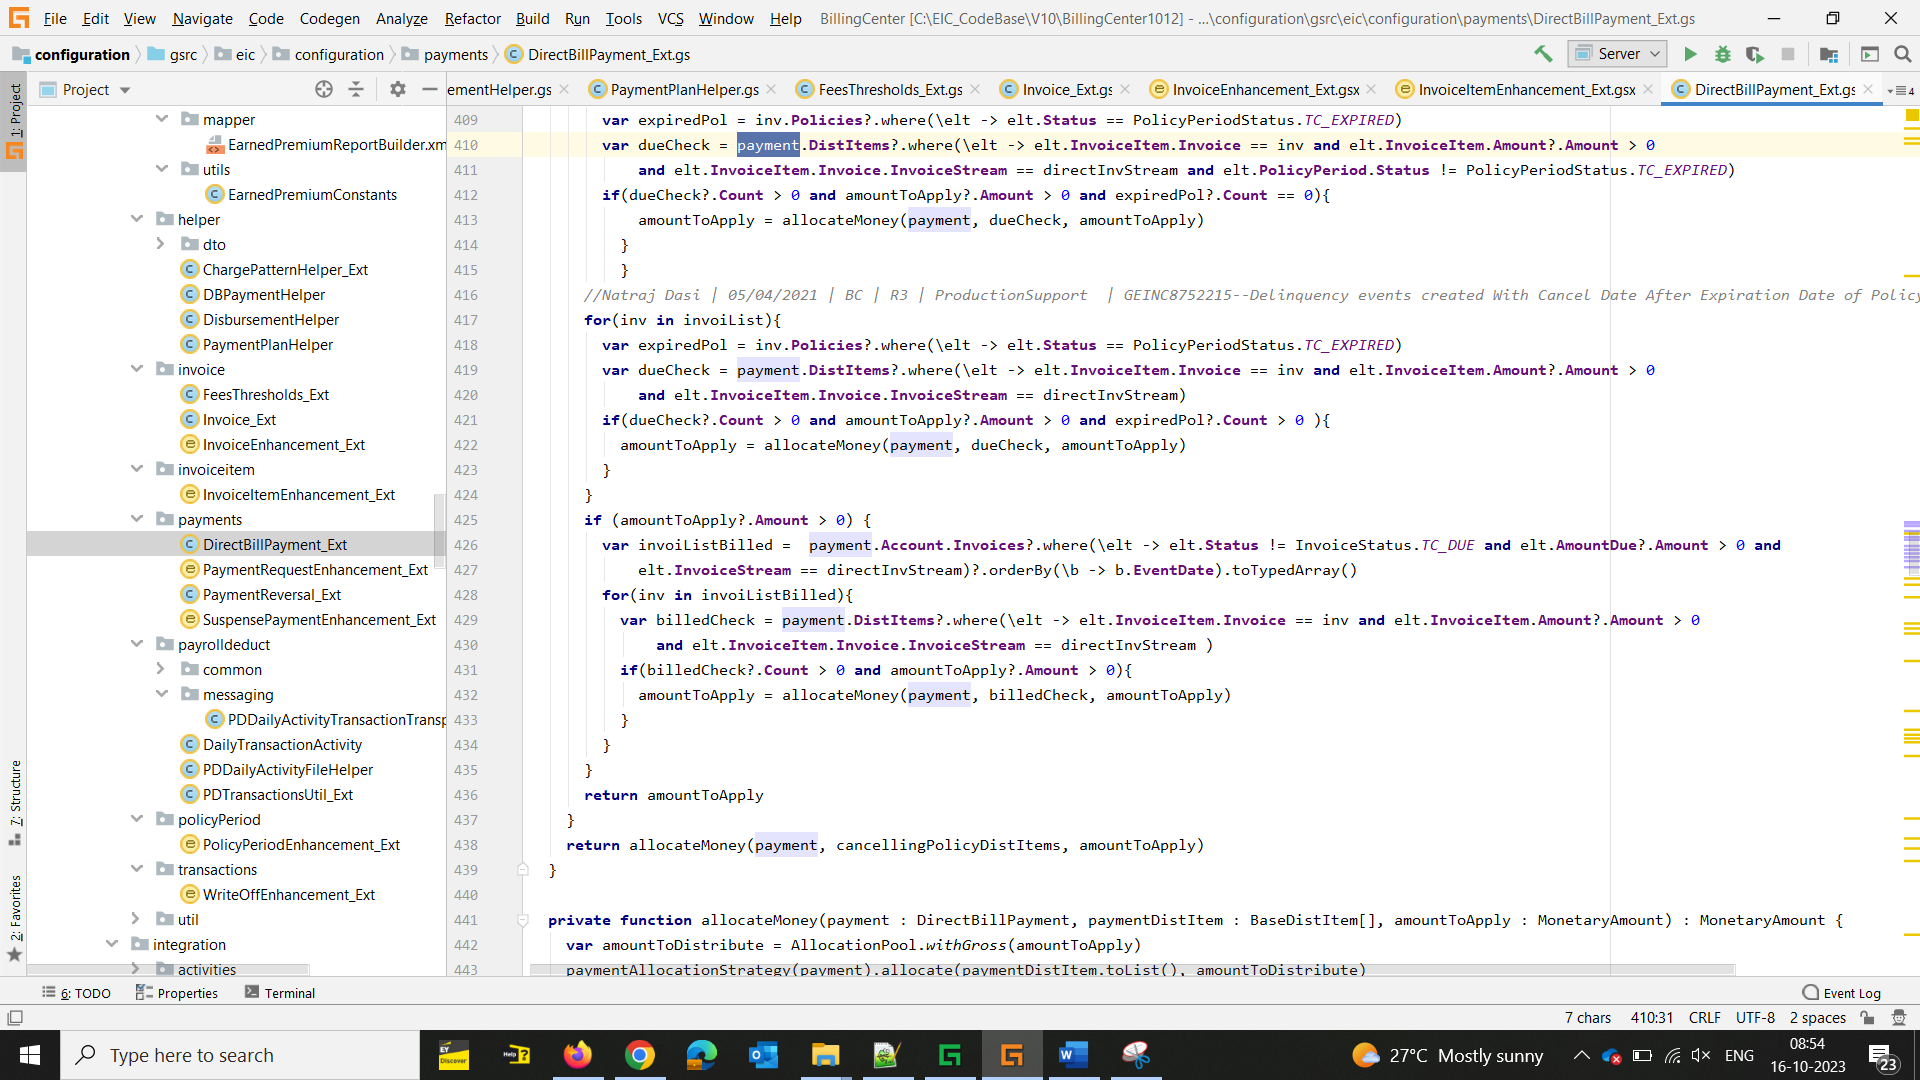 File Edit View Navigate Code Codegen Analyze Refactor Build Run Tools VCS Window Help BillingCenter [C:\EIC_CodeBase\V10\BillingCenter1012] - ...\configuration\gsrc\eic\configuration\payments\DirectBillPayment_Ext.gs
configuration gsrc eic configuration payments DirectBillPayment_Ext.gs Server
Project ementHelper.gs PaymentPlanHelper.gs FeesThresholds_Ext.gs Invoice_Ext.gs InvoiceEnhancement_Ext.gsx InvoiceItemEnhancement_Ext.gsx DirectBillPayment_Ext.gs 4
1: Project
7: Structure
2: Favorites
mapper
EarnedPremiumReportBuilder.xm
utils
EarnedPremiumConstants
helper
dto
ChargePatternHelper_Ext
DBPaymentHelper
DisbursementHelper
PaymentPlanHelper
invoice
FeesThresholds_Ext
Invoice_Ext
InvoiceEnhancement_Ext
invoiceitem
InvoiceItemEnhancement_Ext
payments
DirectBillPayment_Ext
PaymentRequestEnhancement_Ext
PaymentReversal_Ext
SuspensePaymentEnhancement_Ext
payrolldeduct
common
messaging
PDDailyActivityTransactionTransp
DailyTransactionActivity
PDDailyActivityFileHelper
PDTransactionsUtil_Ext
policyPeriod
PolicyPeriodEnhancement_Ext
transactions
WriteOffEnhancement_Ext
util
integration
activities
409 var expiredPol = inv.Policies?.where(\elt -> elt.Status == PolicyPeriodStatus.TC_EXPIRED)
410 var dueCheck = payment.DistItems?.where(\elt -> elt.InvoiceItem.Invoice == inv and elt.InvoiceItem.Amount?.Amount > 0
411 and elt.InvoiceItem.Invoice.InvoiceStream == directInvStream and elt.PolicyPeriod.Status != PolicyPeriodStatus.TC_EXPIRED)
412 if(dueCheck?.Count > 0 and amountToApply?.Amount > 0 and expiredPol?.Count == 0){
413 amountToApply = allocateMoney(payment, dueCheck, amountToApply)
414 }
415 }
416 //Natraj Dasi | 05/04/2021 | BC | R3 | ProductionSupport | GEINC8752215--Delinquency events created With Cancel Date After Expiration Date of Policy
417 for(inv in invoiList){
418 var expiredPol = inv.Policies?.where(\elt -> elt.Status == PolicyPeriodStatus.TC_EXPIRED)
419 var dueCheck = payment.DistItems?.where(\elt -> elt.InvoiceItem.Invoice == inv and elt.InvoiceItem.Amount?.Amount > 0
420 and elt.InvoiceItem.Invoice.InvoiceStream == directInvStream)
421 if(dueCheck?.Count > 0 and amountToApply?.Amount > 0 and expiredPol?.Count > 0 ){
422 amountToApply = allocateMoney(payment, dueCheck, amountToApply)
423 }
424 }
425 if (amountToApply?.Amount > 0) {
426 var invoiListBilled = payment.Account.Invoices?.where(\elt -> elt.Status != InvoiceStatus.TC_DUE and elt.AmountDue?.Amount > 0 and
427 elt.InvoiceStream == directInvStream)?.orderBy(\b -> b.EventDate).toTypedArray()
428 for(inv in invoiListBilled){
429 var billedCheck = payment.DistItems?.where(\elt -> elt.InvoiceItem.Invoice == inv and elt.InvoiceItem.Amount?.Amount > 0
430 and elt.InvoiceItem.Invoice.InvoiceStream == directInvStream )
431 if(billedCheck?.Count > 0 and amountToApply?.Amount > 0){
432 amountToApply = allocateMoney(payment, billedCheck, amountToApply)
433 }
434 }
435 }
436 return amountToApply
437 }
438 return allocateMoney(payment, cancellingPolicyDistItems, amountToApply)
439 }
440
441 private function allocateMoney(payment : DirectBillPayment, paymentDistItem : BaseDistItem[], amountToApply : MonetaryAmount) : MonetaryAmount {
442 var amountToDistribute = AllocationPool.withGross(amountToApply)
443 paymentAllocationStrategy(payment).allocate(paymentDistItem.toList(), amountToDistribute)
6: TODO Properties Terminal Event Log
7 chars 410:31 CRLF UTF-8 2 spaces
Type here to search EY Discover Help ? 27°C Mostly sunny ENG 08:54
16-10-2023 23